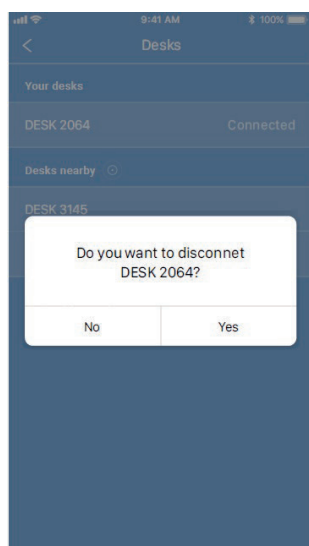 9:41 AM 100%
Desks
Your desks
DESK 2064 Connected
Desks nearby
DESK 3145
Do you want to disconnet
DESK 2064?
No Yes